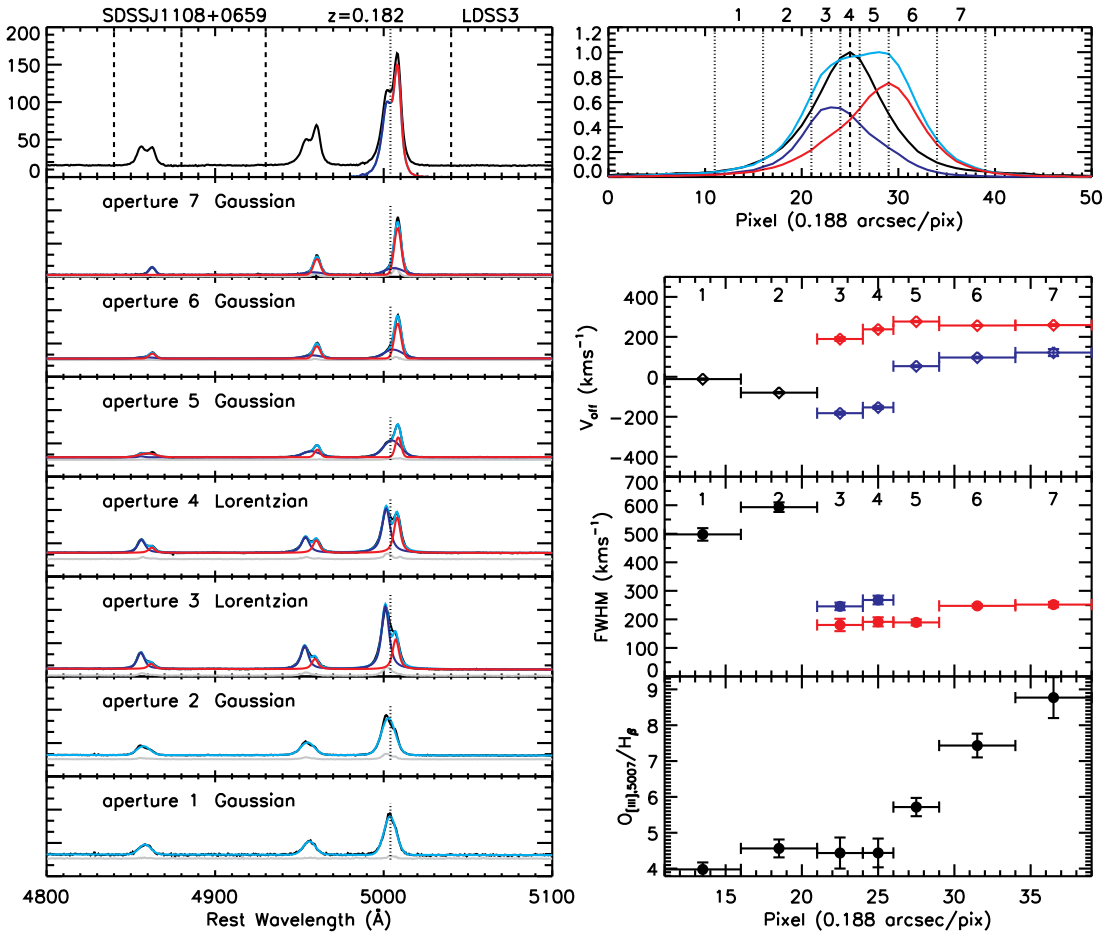 SDSSJ1108+0659 z=0.182 LDSS3
200
150
100
50
0
aperture 7 Gaussian
aperture 6 Gaussian
aperture 5 Gaussian
aperture 4 Lorentzian
aperture 3 Lorentzian
aperture 2 Gaussian
aperture 1 Gaussian
4800 4900 5000 5100
Rest Wavelength (Å)
1 2 3 4 5 6 7
1.2
1.0
0.8
0.6
0.4
0.2
0.0
0 10 20 30 40 50
Pixel (0.188 arcsec/pix)
1 2 3 4 5 6 7
400
200
0
−200
−400
V_off (kms⁻¹)
1 2 3 4 5 6 7
700
600
500
400
300
200
100
0
FWHM (kms⁻¹)
9
8
7
6
5
4
O_[III],5007/H_β
15 20 25 30 35
Pixel (0.188 arcsec/pix)